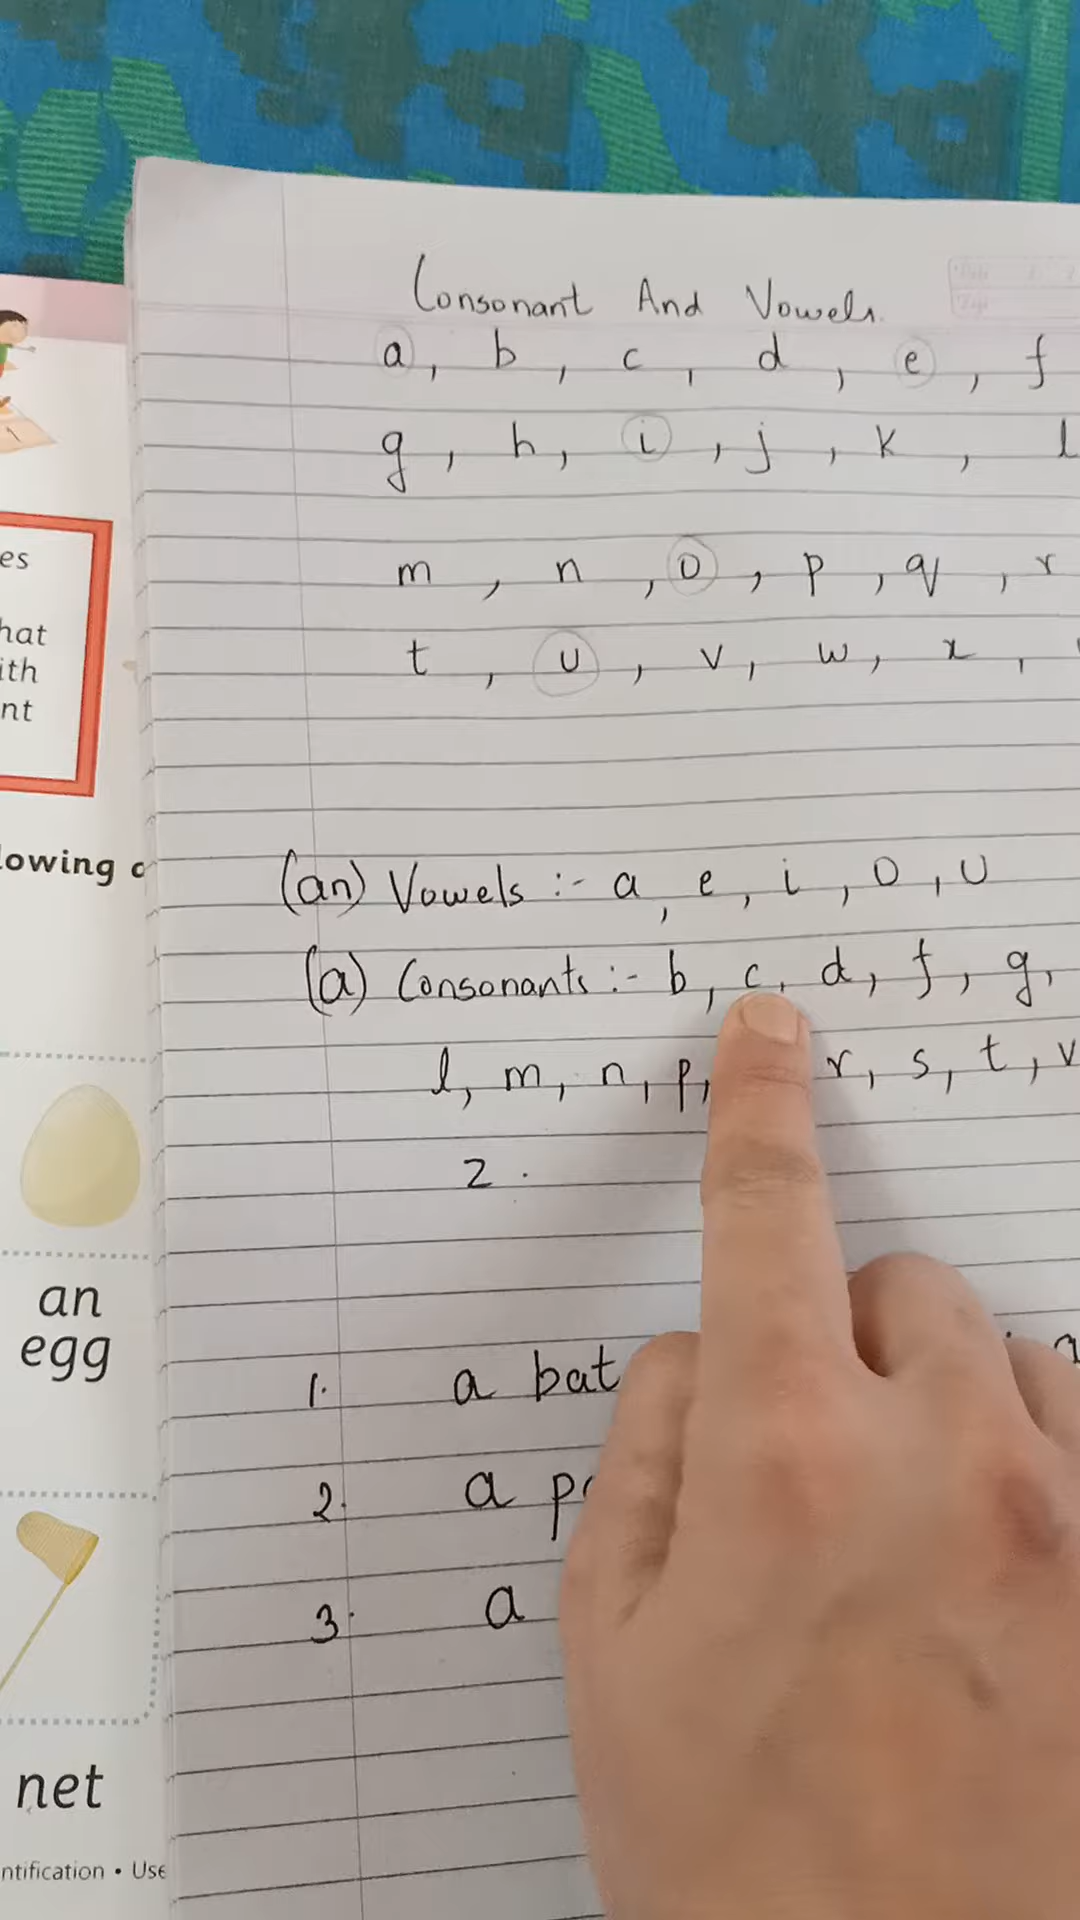 Consonant And Vowels.
a, b, c, d, e, f
g, h, i, j, k, l
m, n, o, p, q, r
t, u, v, w, x,
(an) Vowels :- a, e, i, o, u
(a) Consonants :- b, c, d, f, g,
l, m, n, p, r, s, t, v
z.
1. a bat
2. a
3. a
es
hat
ith
nt
lowing
an
egg
net
ntification • Use